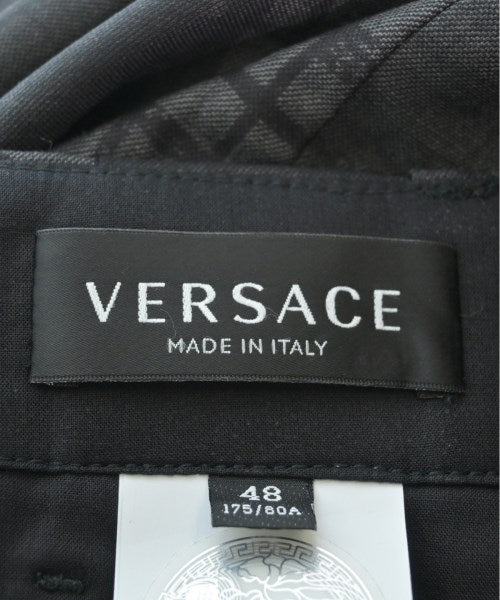 VERSACE
MADE IN ITALY
48
175/80A